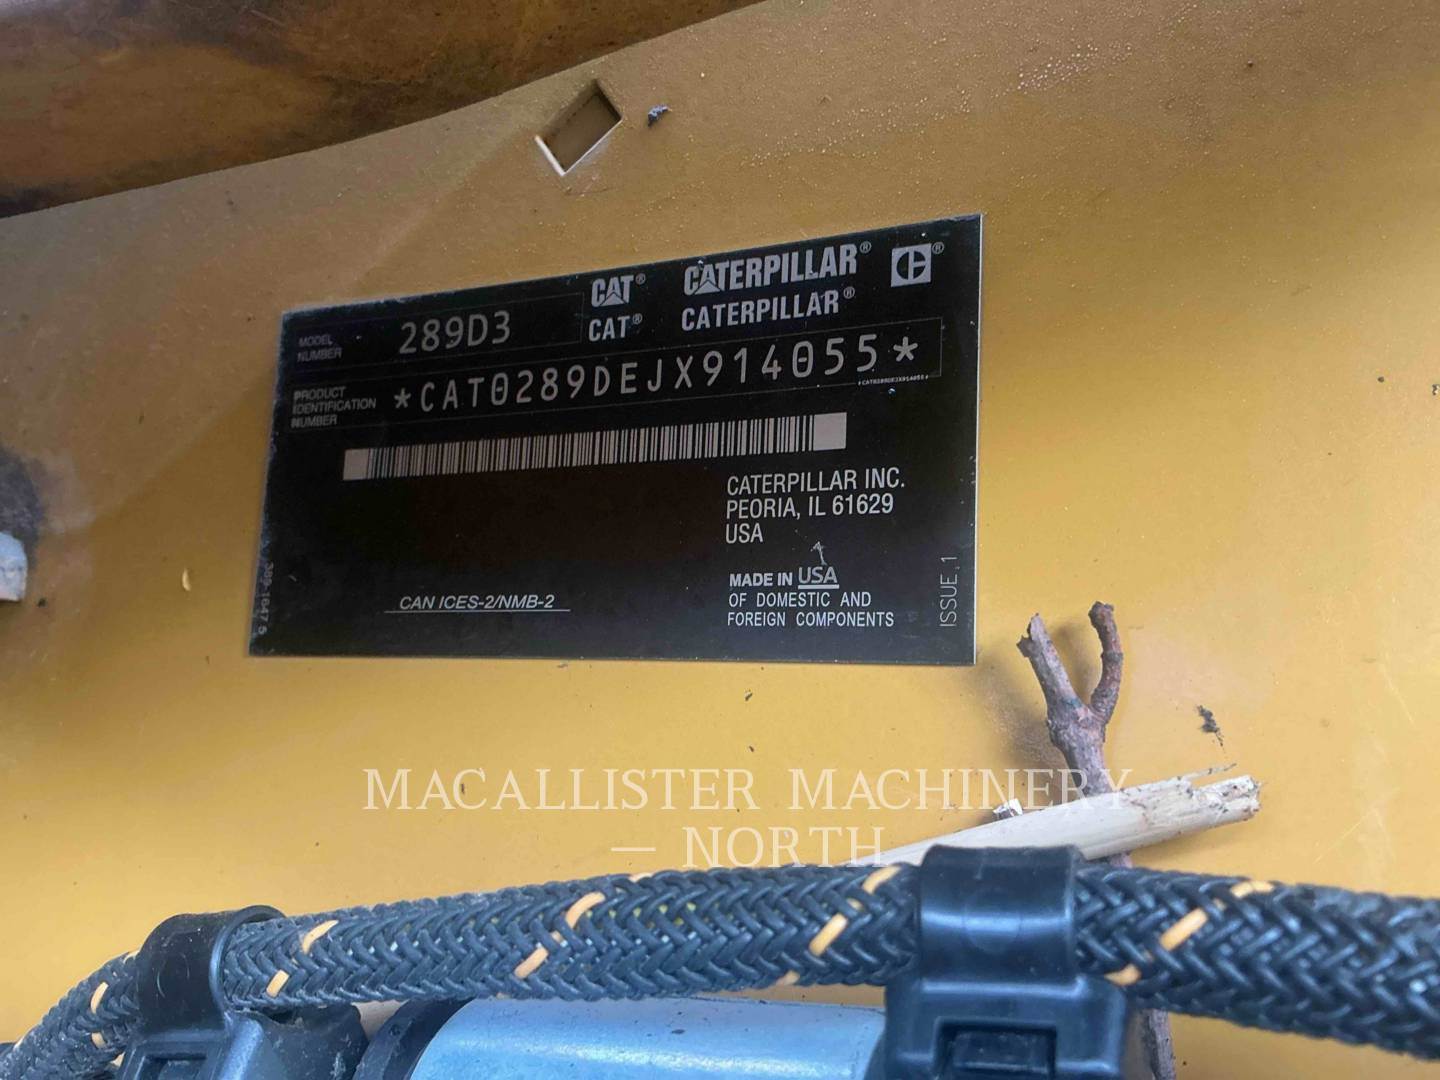 CAT® CATERPILLAR® ®
CAT® CATERPILLAR®
MODEL NUMBER 289D3
PRODUCT IDENTIFICATION NUMBER *CAT0289DEJX914055*
CATERPILLAR INC.
PEORIA, IL 61629
USA
MADE IN USA
OF DOMESTIC AND
FOREIGN COMPONENTS
CAN ICES-2/NMB-2
ISSUE 1
MACALLISTER MACHINERY
— NORTH